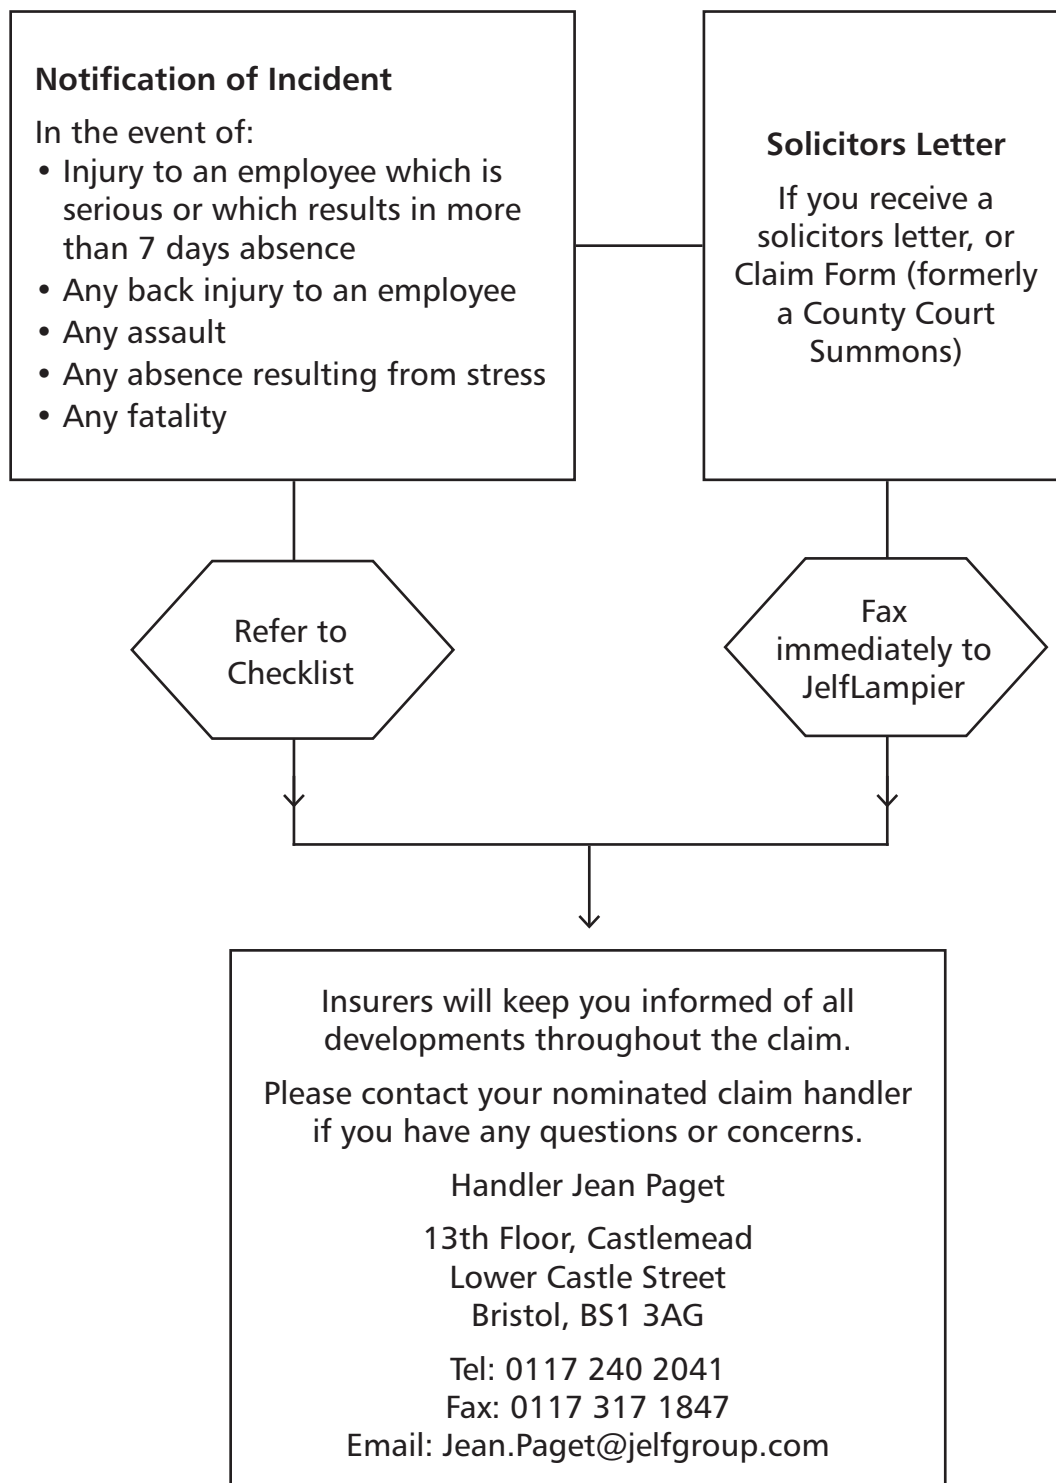 Notification of Incident
In the event of:
• Injury to an employee which is
serious or which results in more
than 7 days absence
• Any back injury to an employee
• Any assault
• Any absence resulting from stress
• Any fatality
Solicitors Letter
If you receive a
solicitors letter, or
Claim Form (formerly
a County Court
Summons)
Refer to
Checklist
Fax
immediately to
JelfLampier
Insurers will keep you informed of all
developments throughout the claim.
Please contact your nominated claim handler
if you have any questions or concerns.
Handler Jean Paget
13th Floor, Castlemead
Lower Castle Street
Bristol, BS1 3AG
Tel: 0117 240 2041
Fax: 0117 317 1847
Email: Jean.Paget@jelfgroup.com